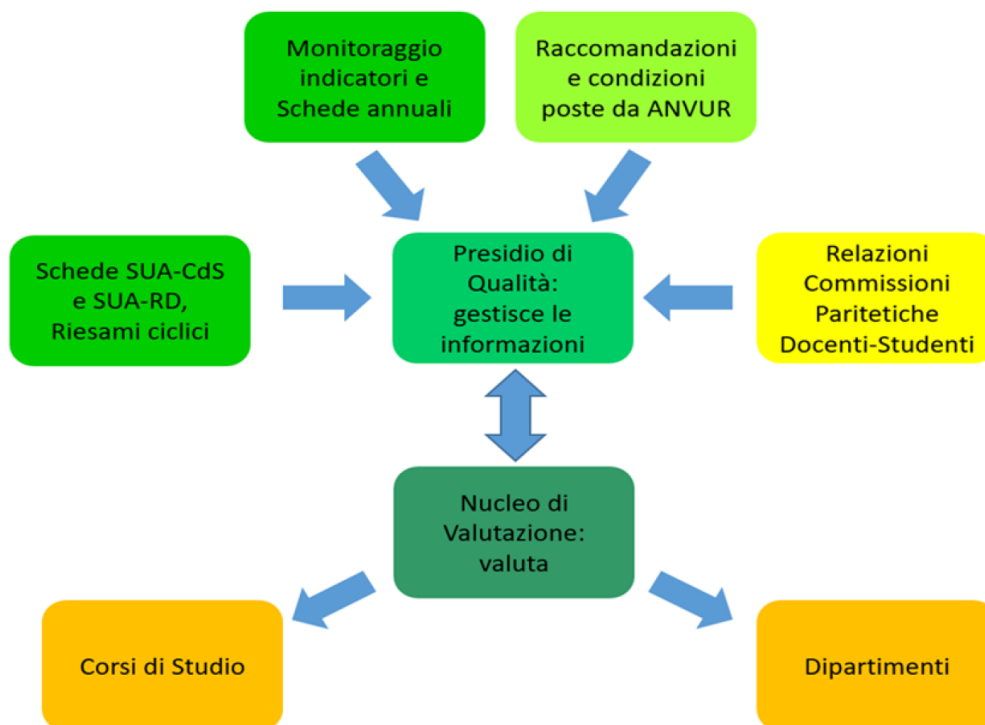 Monitoraggio
indicatori e
Schede annuali
Raccomandazioni
e condizioni
poste da ANVUR
Schede SUA-CdS
e SUA-RD,
Riesami ciclici
Presidio di
Qualità:
gestisce le
informazioni
Relazioni
Commissioni
Paritetiche
Docenti-Studenti
Nucleo di
Valutazione:
valuta
Corsi di Studio
Dipartimenti